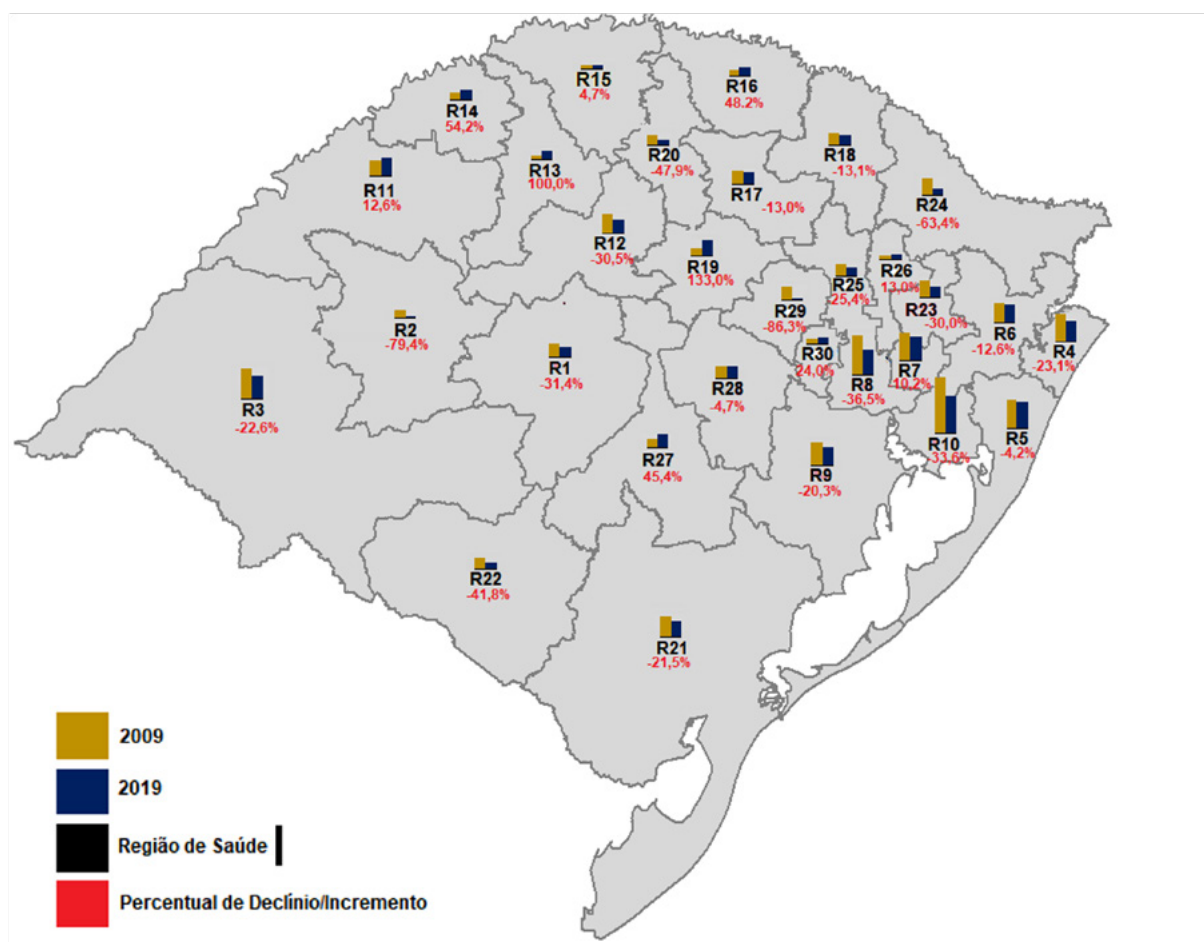 R15
4,7%
R16
48.2%
R14
54,2%
R20
-47,9%
R18
-13,1%
R13
100,0%
R11
12,6%
R17
-13,0%
R24
-63,4%
R12
-30,5%
R19
133,0%
R26
13,0%
R25
-25,4%
R29
-86,3%
R23
-30,0%
R2
-79,4%
R6
-12,6%
R4
-23,1%
R1
-31,4%
R30
24,0%
R8
-36,5%
R7
-10,2%
R28
-4,7%
R3
-22,6%
R10
-33,6%
R5
-4,2%
R27
45,4%
R9
-20,3%
R22
-41,8%
R21
-21,5%
2009
2019
Região de Saúde
Percentual de Declínio/Incremento